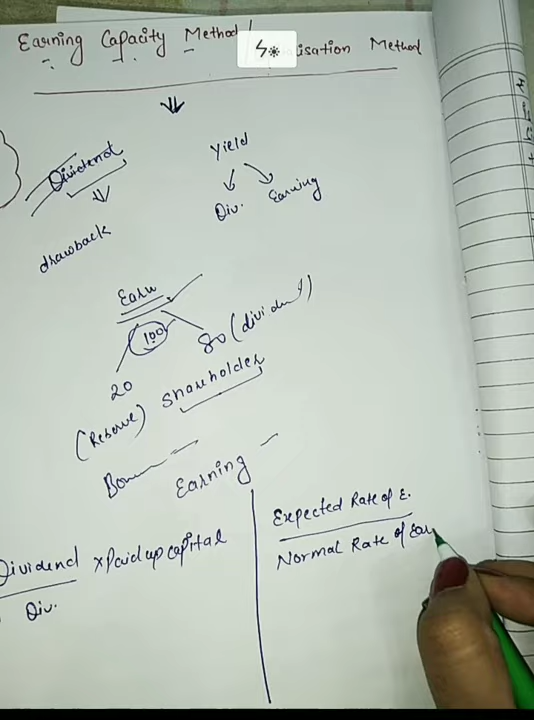 Earning Capacity Method / isation Method
Dividend
Yield
drawback
Div. Earning
Earn
100
80 (dividend)
20
(Reserve) Shareholder
Earning
Expected Rate of E.
Dividend x Paid up capital
Normal Rate of Ear
Div.